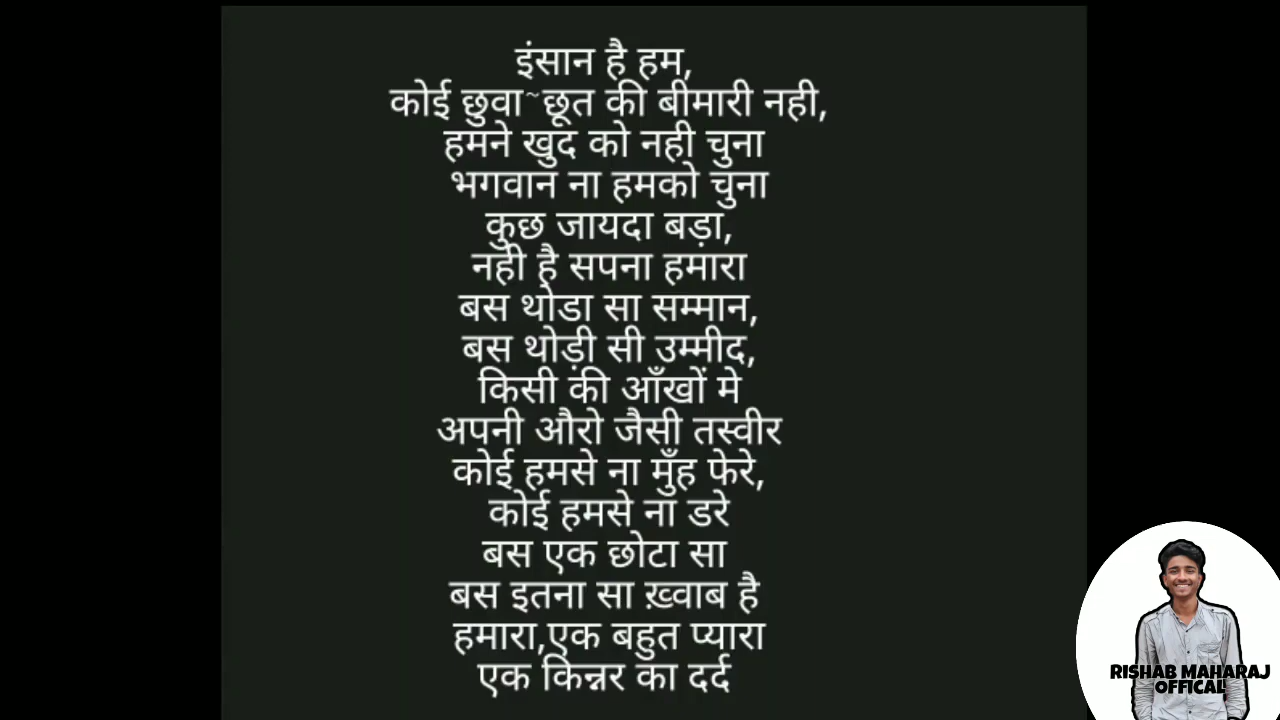 इंसान है हम,
कोई छुवा~छूत की बीमारी नही,
हमने खुद को नही चुना
भगवान ना हमको चुना
कुछ जायदा बड़ा,
नही है सपना हमारा
बस थोडा सा सम्मान,
बस थोड़ी सी उम्मीद,
किसी की आँखों मे
अपनी औरो जैसी तस्वीर
कोई हमसे ना मुँह फेरे,
कोई हमसे ना डरे
बस एक छोटा सा
बस इतना सा ख़्वाब है
हमारा,एक बहुत प्यारा
एक किन्नर का दर्द
RISHAB MAHARAJ
OFFICAL